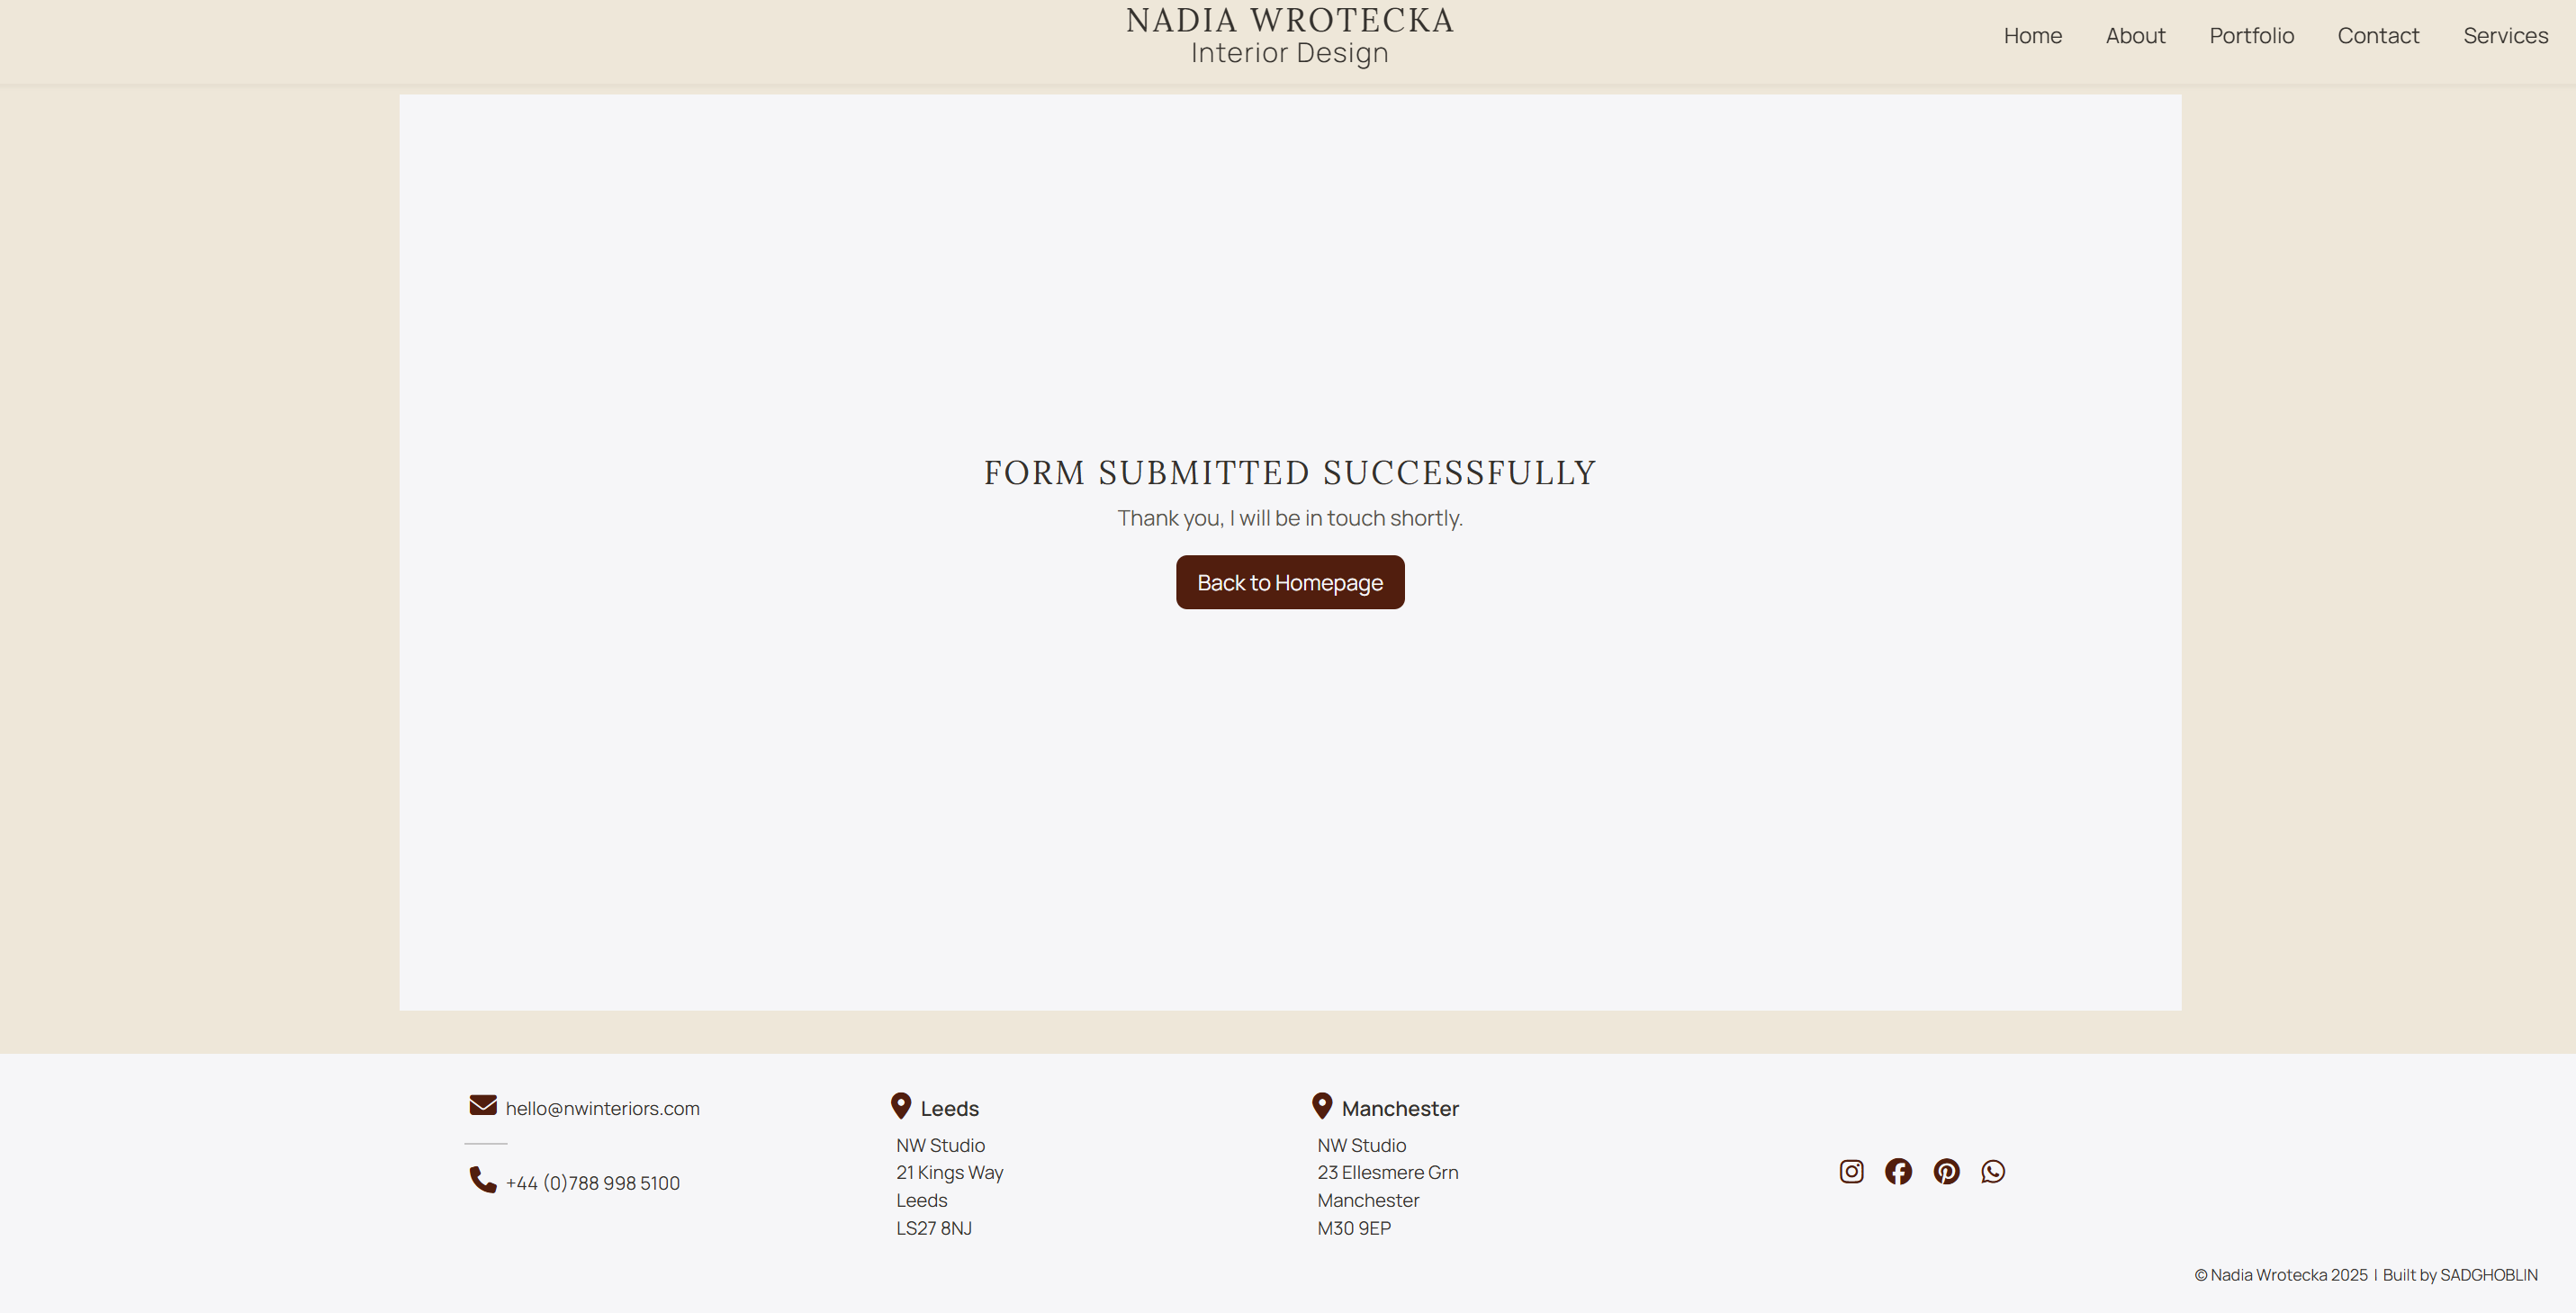 NADIA WROTECKA
Interior Design
Home About Portfolio Contact Services
FORM SUBMITTED SUCCESSFULLY
Thank you, I will be in touch shortly.
Back to Homepage
hello@nwinteriors.com
+44 (0)788 998 5100
Leeds
NW Studio
21 Kings Way
Leeds
LS27 8NJ
Manchester
NW Studio
23 Ellesmere Grn
Manchester
M30 9EP
© Nadia Wrotecka 2025 | Built by SADGHOBLIN